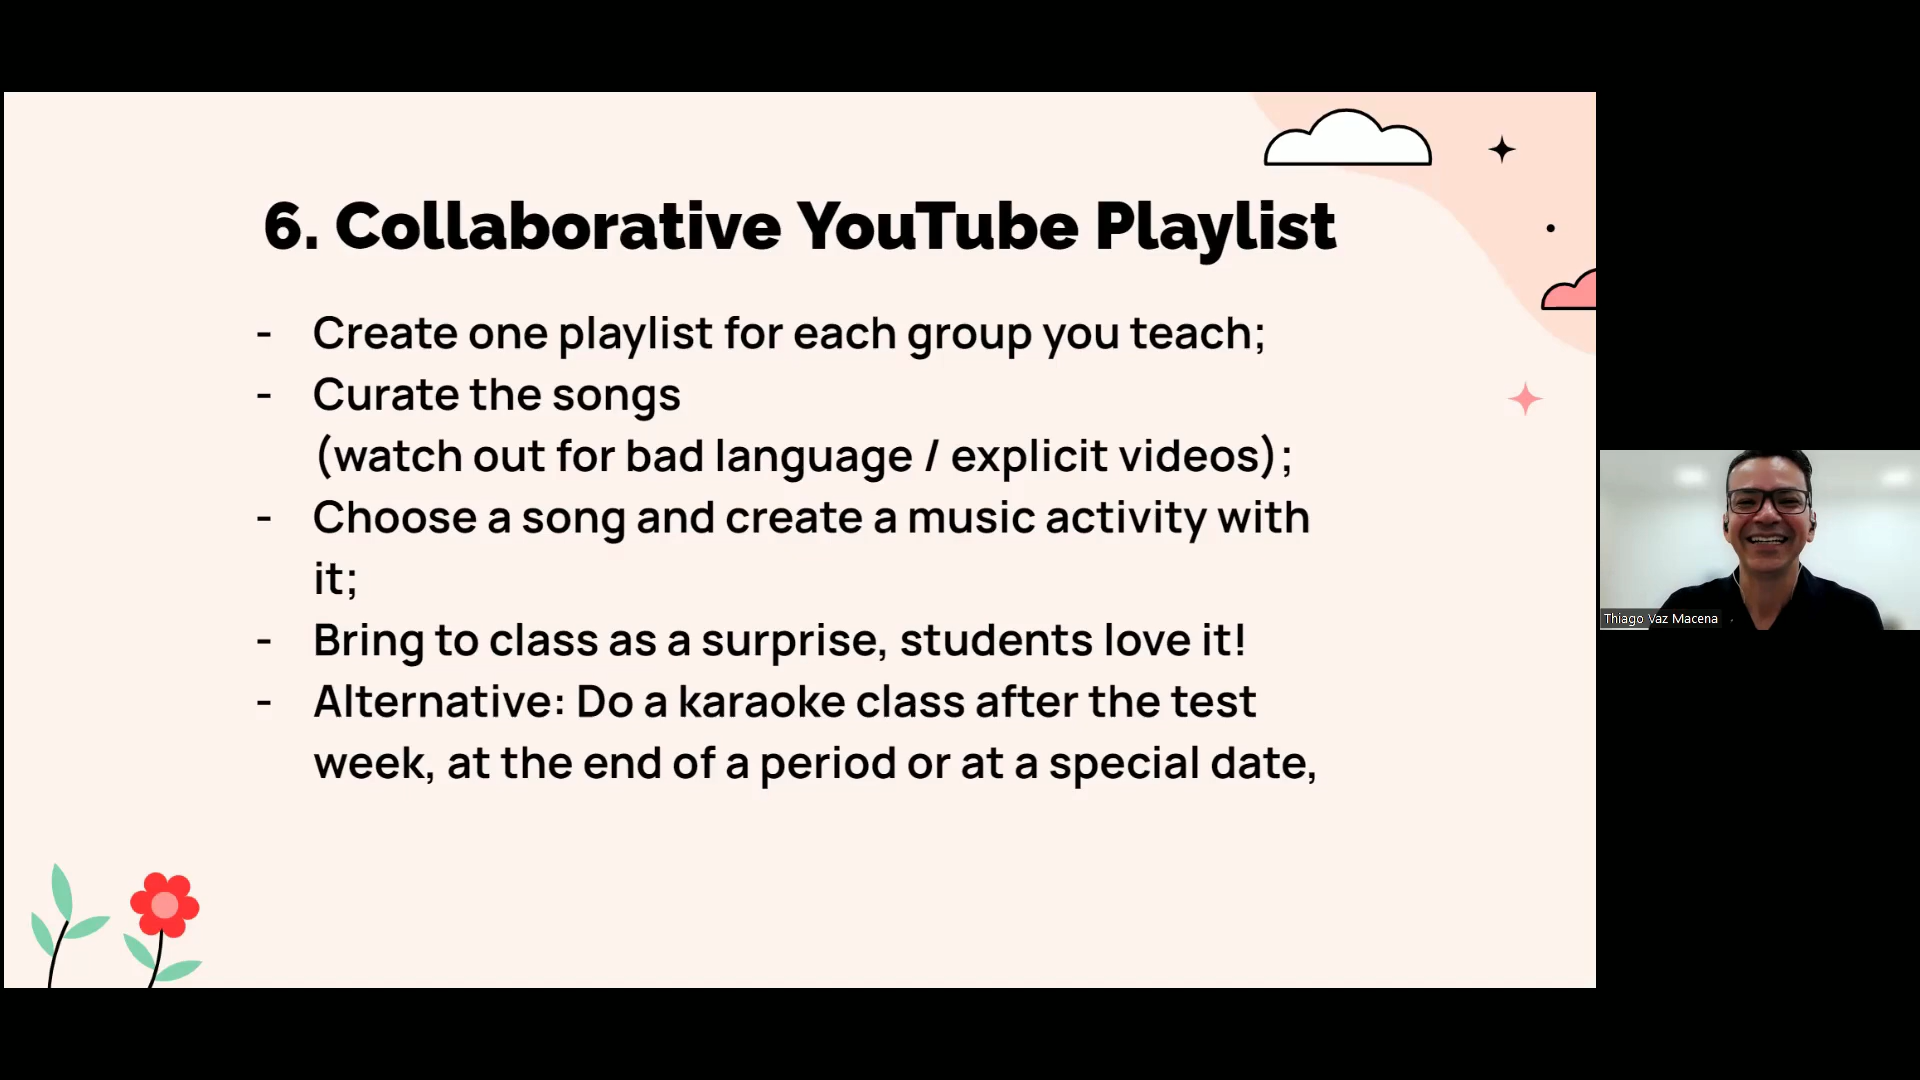 6. Collaborative YouTube Playlist
- Create one playlist for each group you teach;
- Curate the songs
(watch out for bad language / explicit videos);
- Choose a song and create a music activity with
it;
- Bring to class as a surprise, students love it!
- Alternative: Do a karaoke class after the test
week, at the end of a period or at a special date,
Thiago Vaz Macena